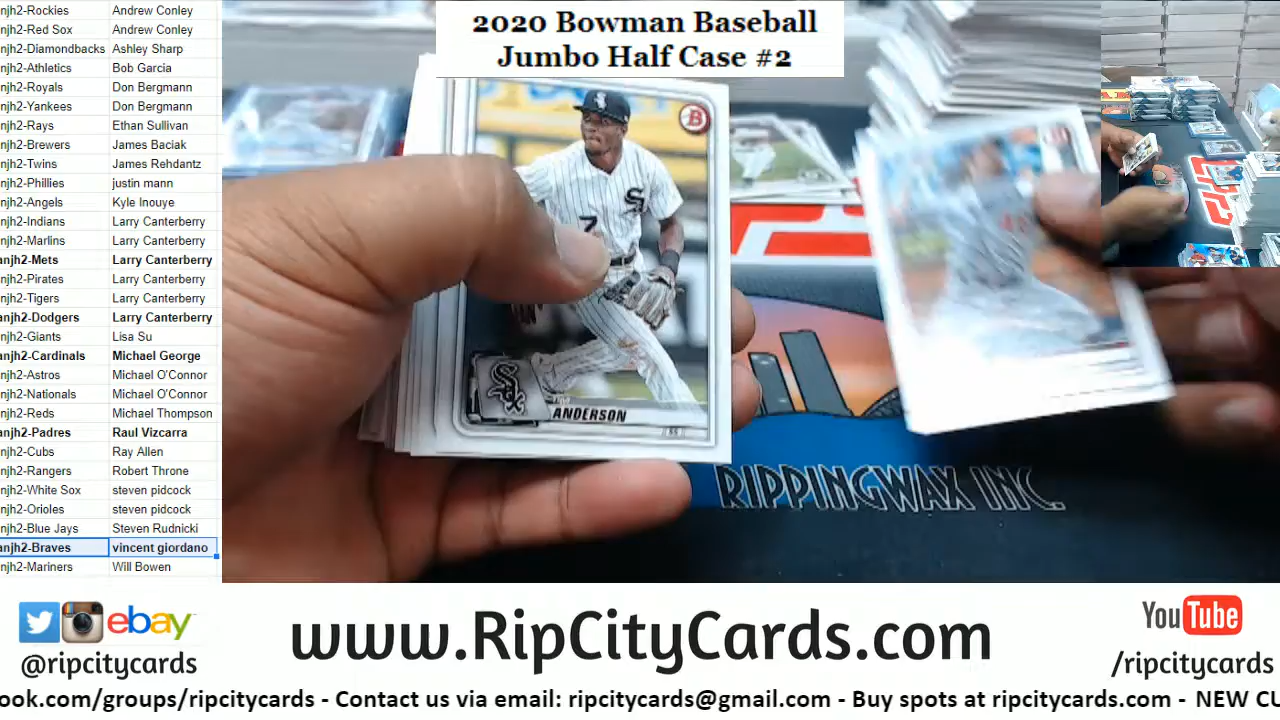 njh2-Rockies Andrew Conley
njh2-Red Sox Andrew Conley
njh2-Diamondbacks Ashley Sharp
njh2-Athletics Bob Garcia
njh2-Royals Don Bergmann
njh2-Yankees Don Bergmann
njh2-Rays Ethan Sullivan
njh2-Brewers James Baciak
njh2-Twins James Rehdantz
njh2-Phillies justin mann
njh2-Angels Kyle Inouye
njh2-Indians Larry Canterberry
njh2-Marlins Larry Canterberry
anjh2-Mets Larry Canterberry
njh2-Pirates Larry Canterberry
njh2-Tigers Larry Canterberry
anjh2-Dodgers Larry Canterberry
njh2-Giants Lisa Su
anjh2-Cardinals Michael George
njh2-Astros Michael O'Connor
njh2-Nationals Michael O'Connor
njh2-Reds Michael Thompson
anjh2-Padres Raul Vizcarra
njh2-Cubs Ray Allen
njh2-Rangers Robert Throne
njh2-White Sox steven pidcock
njh2-Orioles steven pidcock
njh2-Blue Jays Steven Rudnicki
anjh2-Braves vincent giordano
njh2-Mariners Will Bowen
2020 Bowman Baseball
Jumbo Half Case #2
B
SOX
7
SOX
ANDERSON
SS
RIPPINGWAX INC.
ebay
@ripcitycards
www.RipCityCards.com
YouTube
/ripcitycards
ook.com/groups/ripcitycards - Contact us via email: ripcitycards@gmail.com - Buy spots at ripcitycards.com - NEW CU